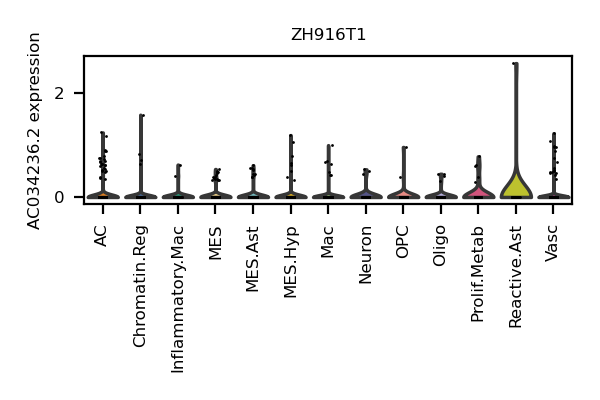 ZH916T1
AC034236.2 expression
2
0
AC
Chromatin.Reg
Inflammatory.Mac
MES
MES.Ast
MES.Hyp
Mac
Neuron
OPC
Oligo
Prolif.Metab
Reactive.Ast
Vasc